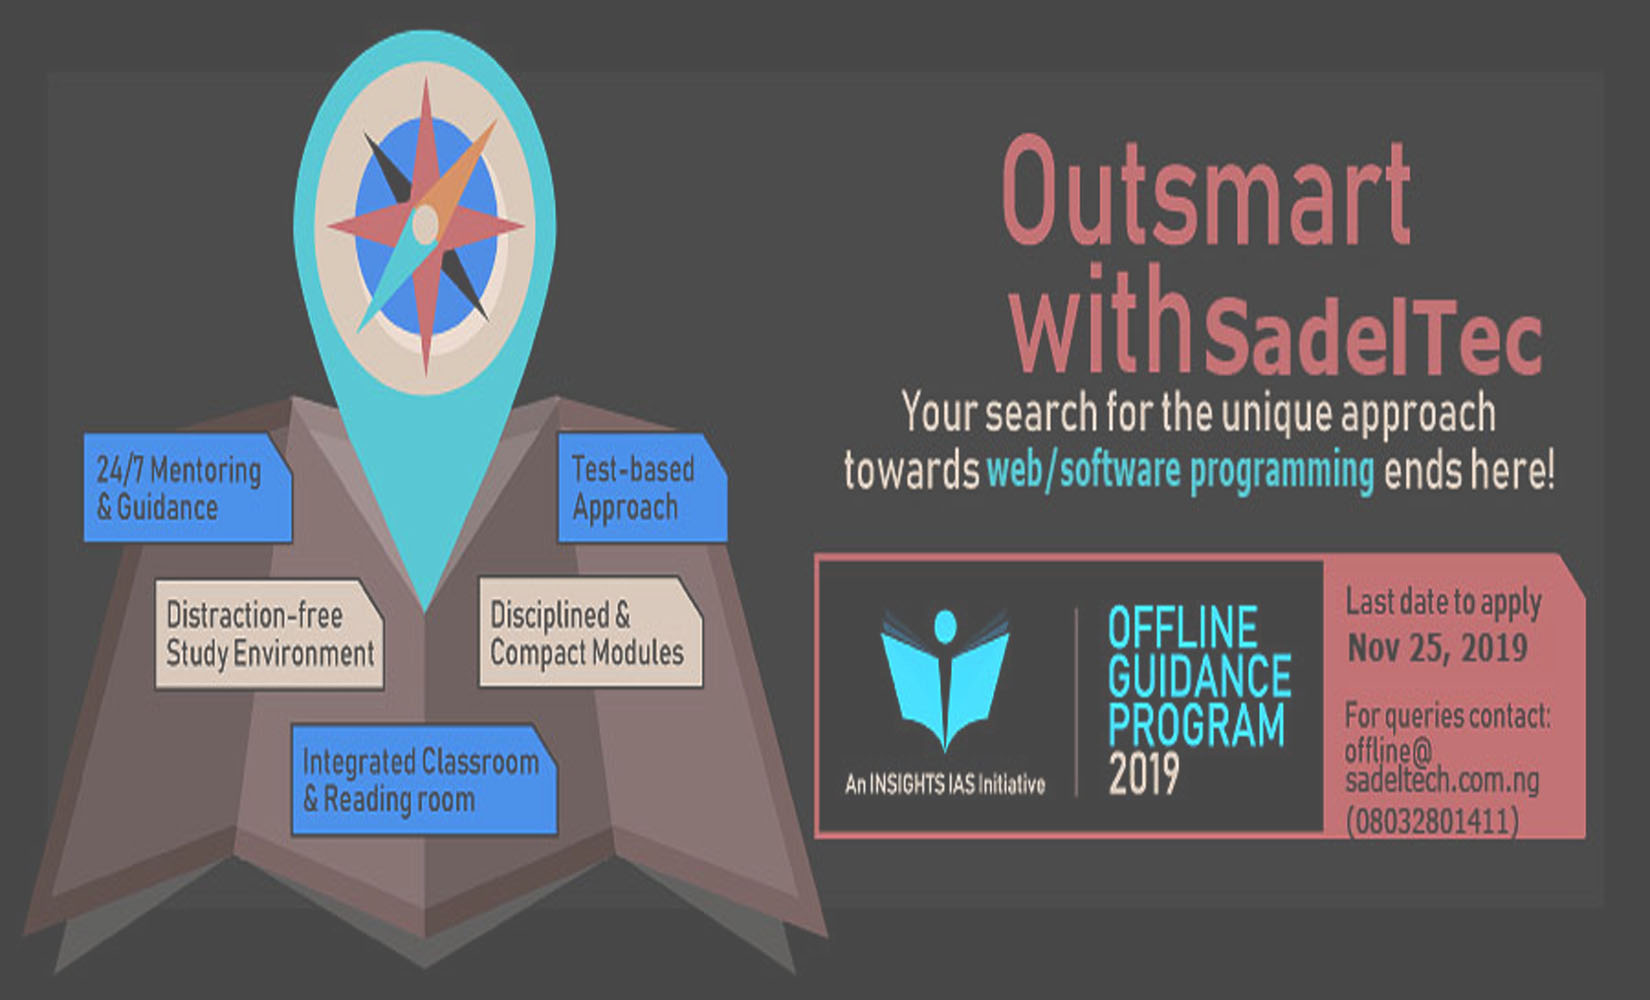 Outsmart
with SadelTec
Your search for the unique approach
towards web/software programming ends here!
24/7 Mentoring
& Guidance
Test-based
Approach
Distraction-free
Study Environment
Disciplined &
Compact Modules
Integrated Classroom
& Reading room
An INSIGHTS IAS Initiative
OFFLINE
GUIDANCE
PROGRAM
2019
Last date to apply
Nov 25, 2019
For queries contact:
offline@
sadeltech.com.ng
(08032801411)